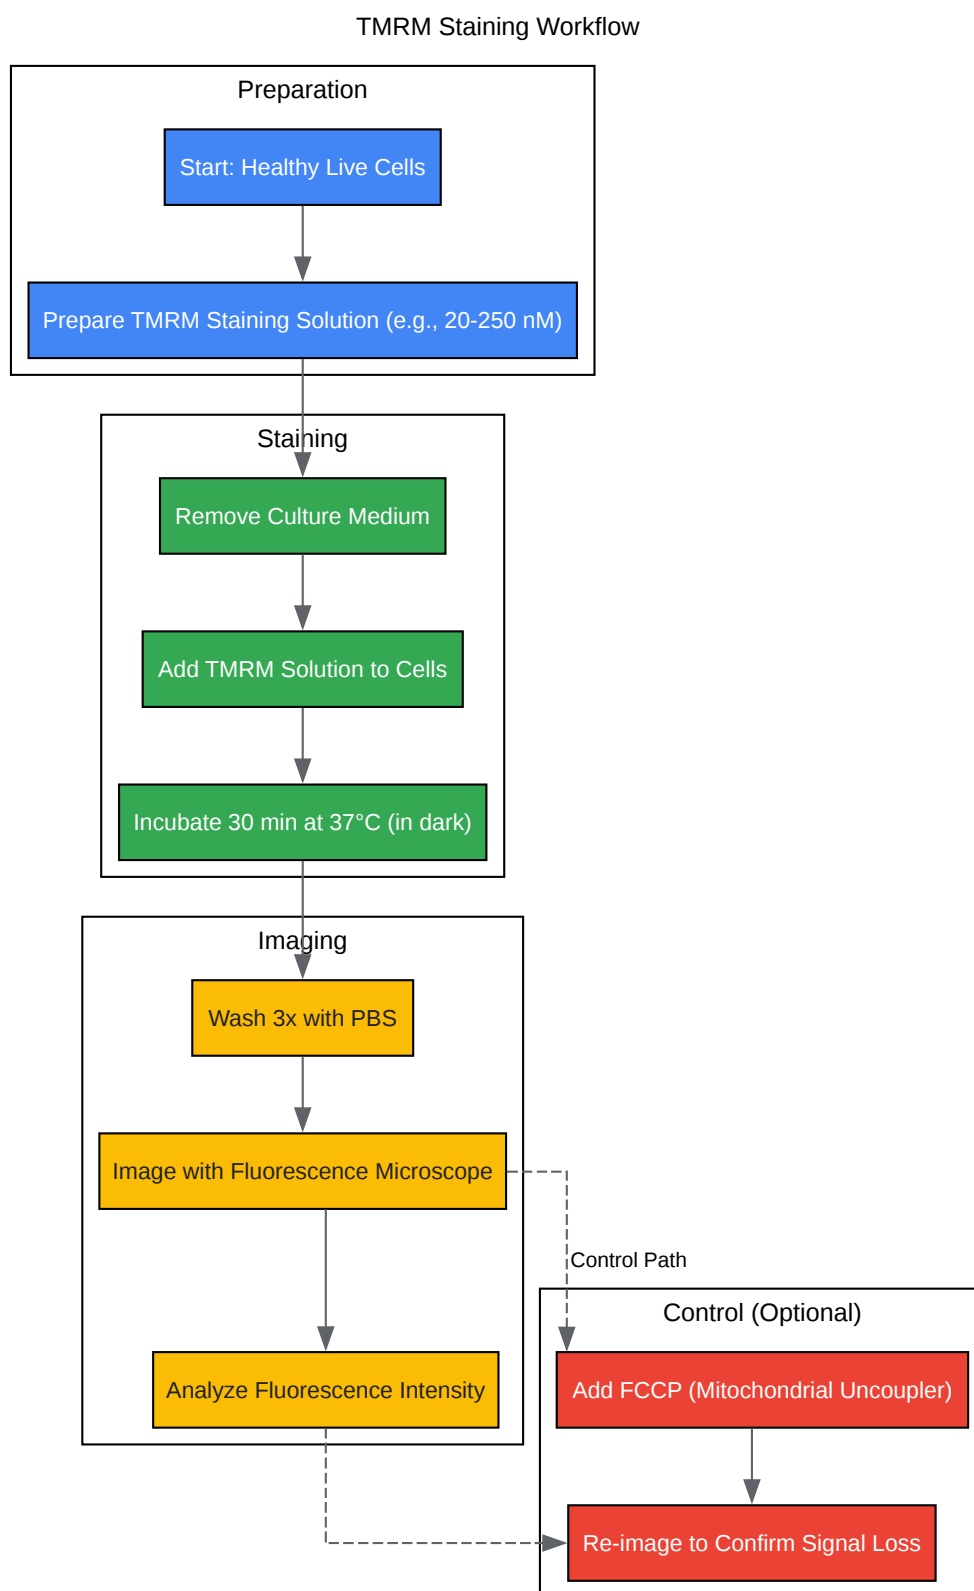 TMRM Staining Workflow
Preparation
Start: Healthy Live Cells
Prepare TMRM Staining Solution (e.g., 20-250 nM)
Staining
Remove Culture Medium
Add TMRM Solution to Cells
Incubate 30 min at 37°C (in dark)
Imaging
Wash 3x with PBS
Image with Fluorescence Microscope
Control Path
Control (Optional)
Analyze Fluorescence Intensity
Add FCCP (Mitochondrial Uncoupler)
Re-image to Confirm Signal Loss